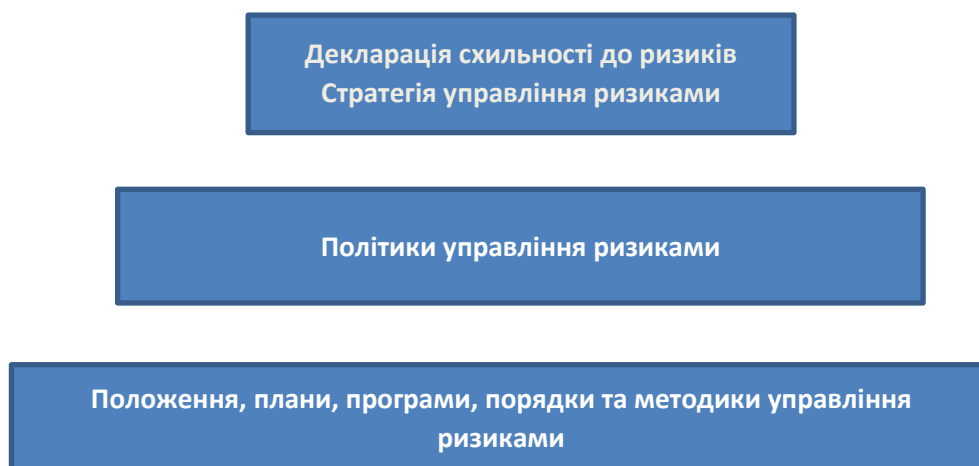 Декларація схильності до ризиків
Стратегія управління ризиками
Політики управління ризиками
Положення, плани, програми, порядки та методики управління
ризиками